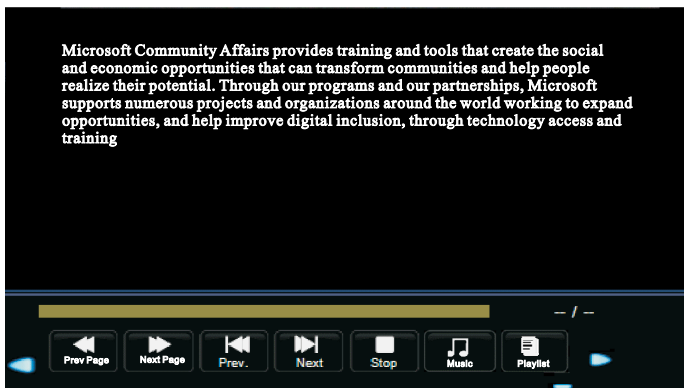 Microsoft Community Affairs provides training and tools that create the social
and economic opportunities that can transform communities and help people
realize their potential. Through our programs and our partnerships, Microsoft
supports numerous projects and organizations around the world working to expand
opportunities, and help improve digital inclusion, through technology access and
training
-- / --
Prev Page
Next Page
Prev.
Next
Stop
Music
Playlist